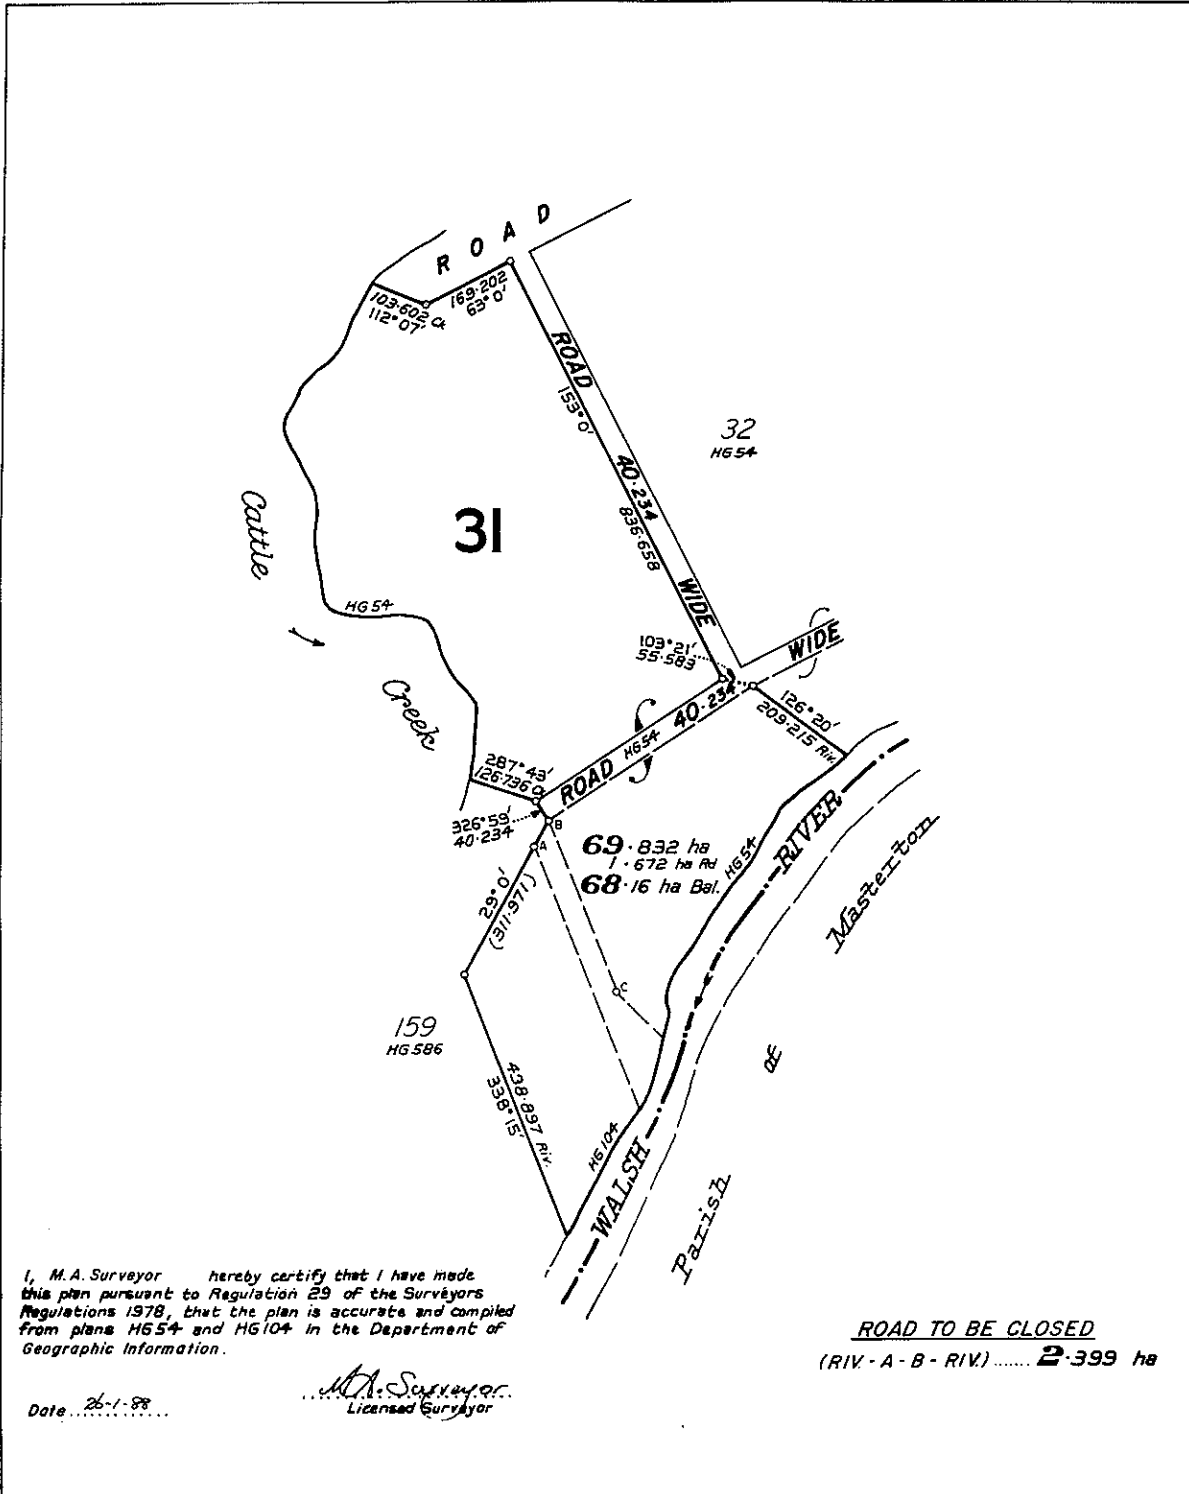 ROAD
169·202
63°0'
103·602 Ck
112°07'
ROAD
153°0'
40·234
836·658
WIDE
32
HG54
31
Cattle
Creek
HG54
103°21'
55·583
WIDE
40·234
HG54
ROAD
126°20'
209·215 Riv.
287°43'
126·736 Ck
326°59'
40·234
B
A
69·832 ha
1·672 ha Rd
68·16 ha Bal.
HG54
RIVER
Masterton
29°0'
(311·971)
C
159
HG586
of
438·897 Riv.
338°15'
HG104
WALSH
Parish
I, M.A. Surveyor hereby certify that I have made
this plan pursuant to Regulation 29 of the Surveyors
Regulations 1978, that the plan is accurate and compiled
from plans HG54 and HG104 in the Department of
Geographic Information.
ROAD TO BE CLOSED
(RIV. - A - B - RIV.) ....... 2·399 ha
M.A. Surveyor
Date 26-1-88
Licensed Surveyor